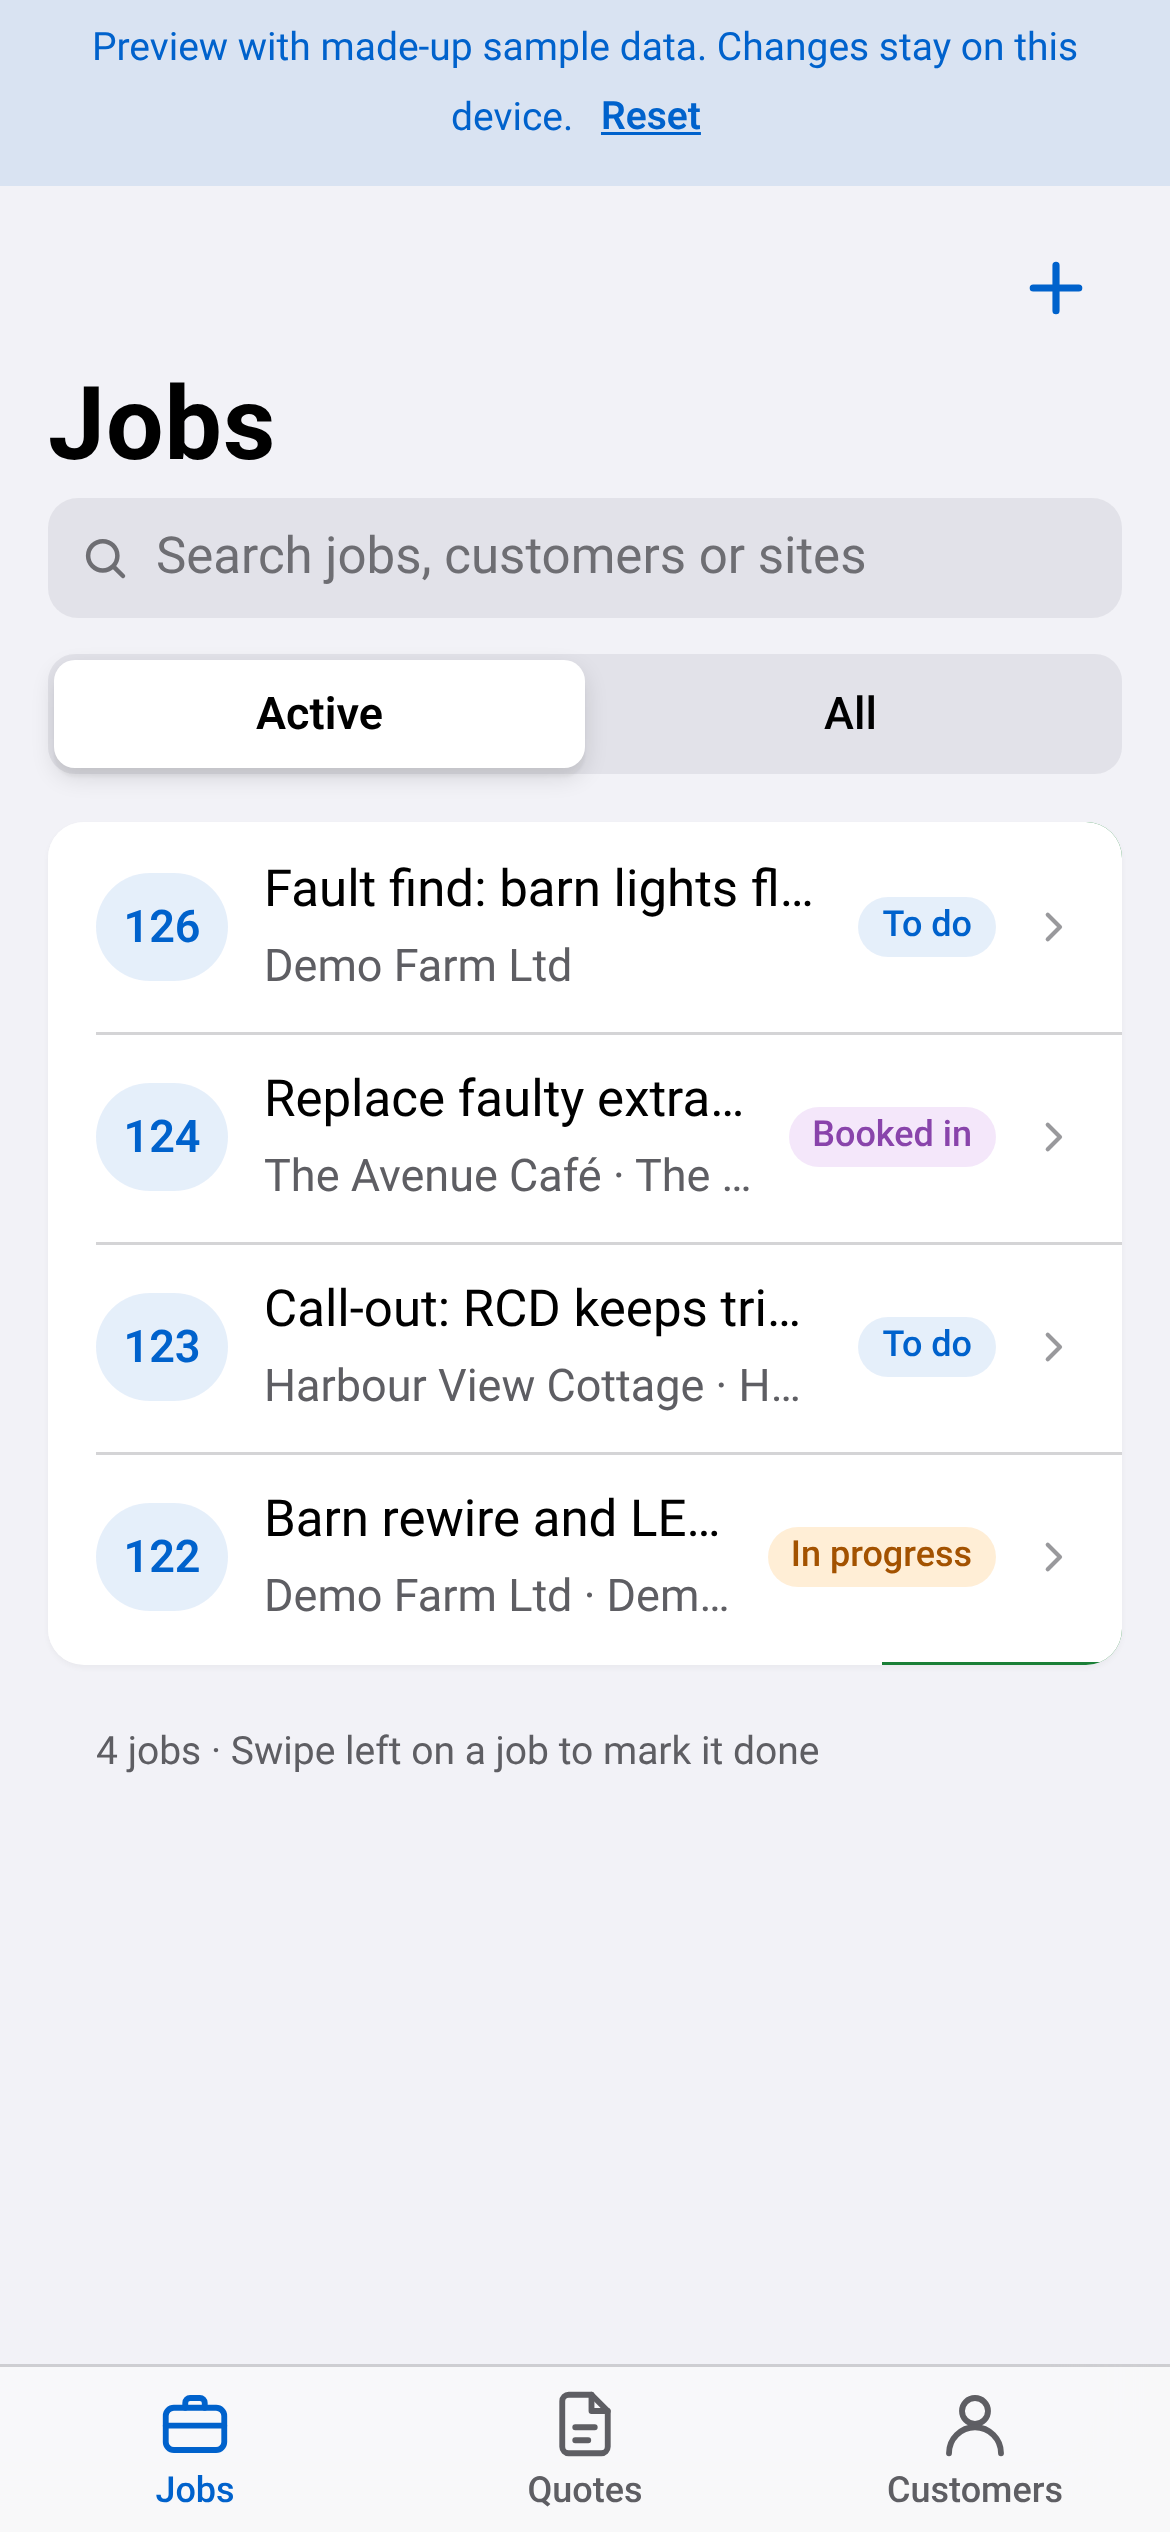 Preview with made-up sample data. Changes stay on this
device. Reset
Jobs
Search jobs, customers or sites
Active
All
126
Fault find: barn lights fl...
To do
Demo Farm Ltd
124
Replace faulty extra...
Booked in
The Avenue Café · The ...
123
Call-out: RCD keeps tri...
To do
Harbour View Cottage · H...
122
Barn rewire and LE...
In progress
Demo Farm Ltd · Dem...
4 jobs · Swipe left on a job to mark it done
Jobs
Quotes
Customers